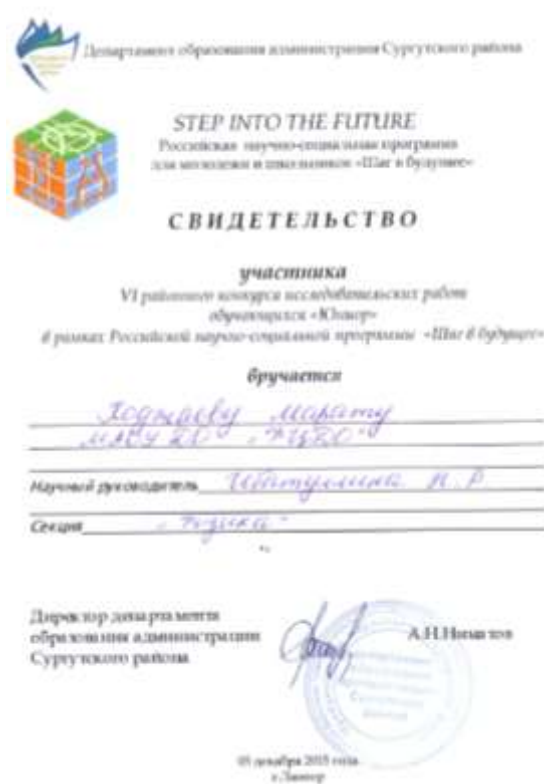 Департамент образования администрации Сургутского района
STEP INTO THE FUTURE
Российская научно-социальная программа
для молодежи и школьников «Шаг в будущее»
СВИДЕТЕЛЬСТВО
участника
VI районного конкурса исследовательских работ
обучающихся «Юниор»
в рамках Российской научно-социальной программы «Шаг в будущее»
вручается
Ходжаеву Марату
Научный руководитель
Секция "Физика"
Директор департамента
образования администрации
Сургутского района
05 декабря 2015 года
г.Лянтор